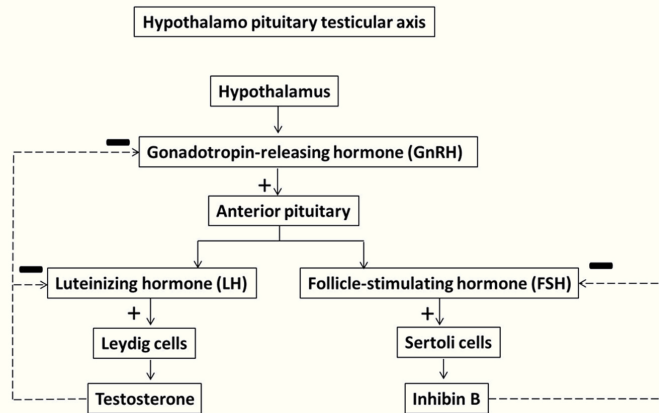 Hypothalamo pituitary testicular axis
Hypothalamus
Gonadotropin-releasing hormone (GnRH)
+
Anterior pituitary
Luteinizing hormone (LH)
Follicle-stimulating hormone (FSH)
+
+
Leydig cells
Sertoli cells
Testosterone
Inhibin B